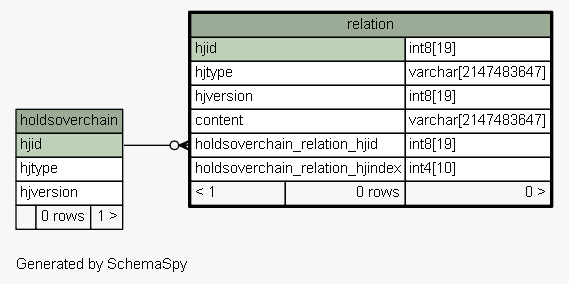 relation
hjid int8[19]
hjtype varchar[2147483647]
hjversion int8[19]
content varchar[2147483647]
holdsoverchain_relation_hjid int8[19]
holdsoverchain_relation_hjindex int4[10]
< 1 0 rows 0 >
holdsoverchain
hjid
hjtype
hjversion
0 rows 1 >
Generated by SchemaSpy